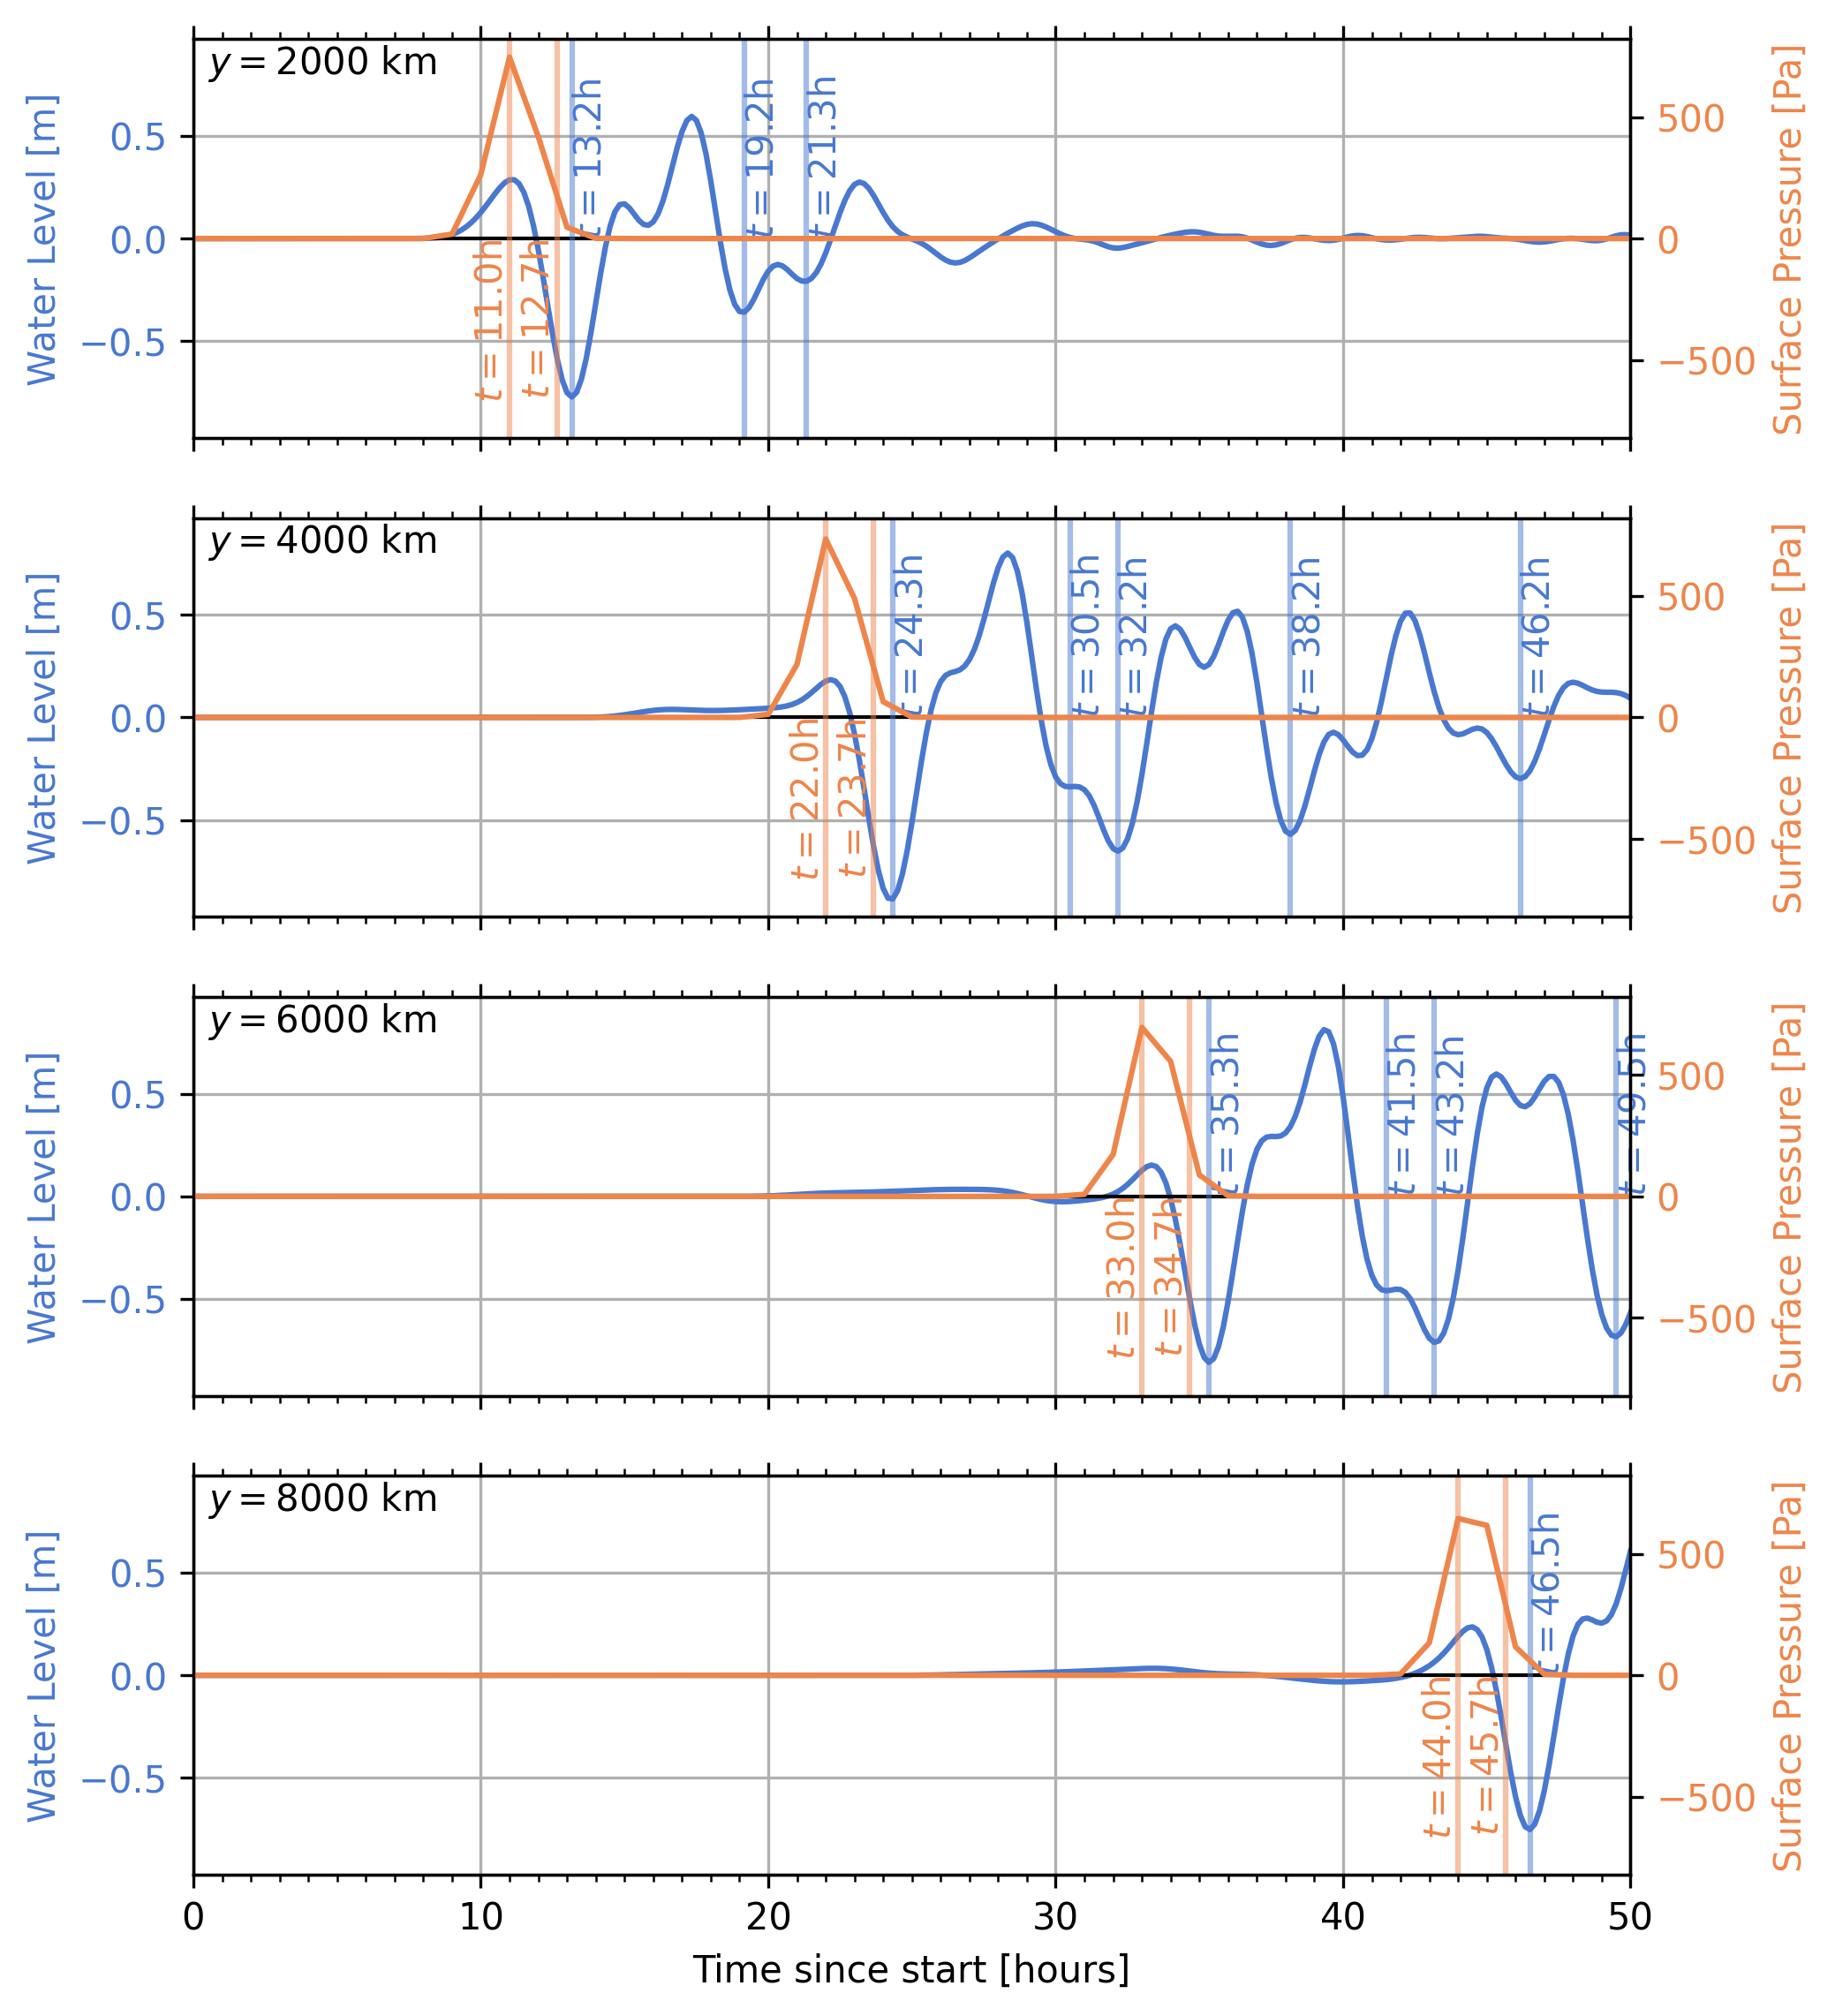 y = 2000 km
Water Level [m]
0.5
0.0
−0.5
t = 11.0h
t = 12.7h
t = 13.2h
t = 19.2h
t = 21.3h
500
0
−500
Surface Pressure [Pa]
y = 4000 km
Water Level [m]
0.5
0.0
−0.5
t = 22.0h
t = 23.7h
t = 24.3h
t = 30.5h
t = 32.2h
t = 38.2h
t = 46.2h
500
0
−500
Surface Pressure [Pa]
y = 6000 km
Water Level [m]
0.5
0.0
−0.5
t = 33.0h
t = 34.7h
t = 35.3h
t = 41.5h
t = 43.2h
t = 49.5h
500
0
−500
Surface Pressure [Pa]
y = 8000 km
Water Level [m]
0.5
0.0
−0.5
t = 44.0h
t = 45.7h
t = 46.5h
500
0
−500
Surface Pressure [Pa]
0 10 20 30 40 50
Time since start [hours]